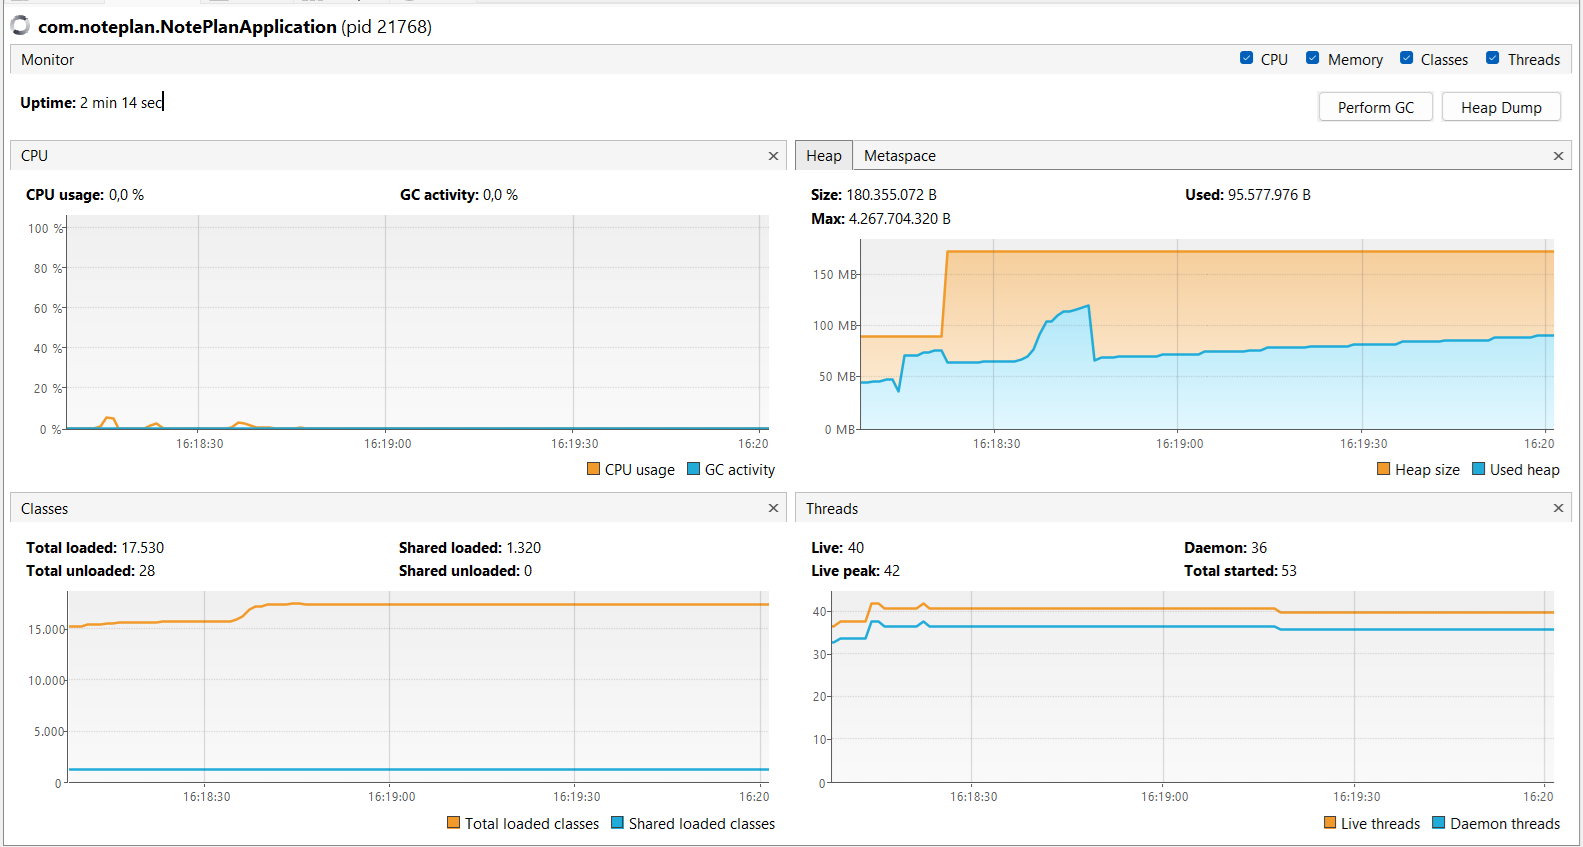 com.noteplan.NotePlanApplication (pid 21768)
Monitor
CPU Memory Classes Threads
Uptime: 2 min 14 sec
Perform GC Heap Dump
CPU
CPU usage: 0,0 % GC activity: 0,0 %
100 %
80 %
60 %
40 %
20 %
0 %
16:18:30 16:19:00 16:19:30 16:20
CPU usage GC activity
Heap Metaspace
Size: 180.355.072 B Used: 95.577.976 B
Max: 4.267.704.320 B
150 MB
100 MB
50 MB
0 MB
16:18:30 16:19:00 16:19:30 16:20
Heap size Used heap
Classes
Total loaded: 17.530 Shared loaded: 1.320
Total unloaded: 28 Shared unloaded: 0
15.000
10.000
5.000
0
16:18:30 16:19:00 16:19:30 16:20
Total loaded classes Shared loaded classes
Threads
Live: 40 Daemon: 36
Live peak: 42 Total started: 53
40
30
20
10
0
16:18:30 16:19:00 16:19:30 16:20
Live threads Daemon threads